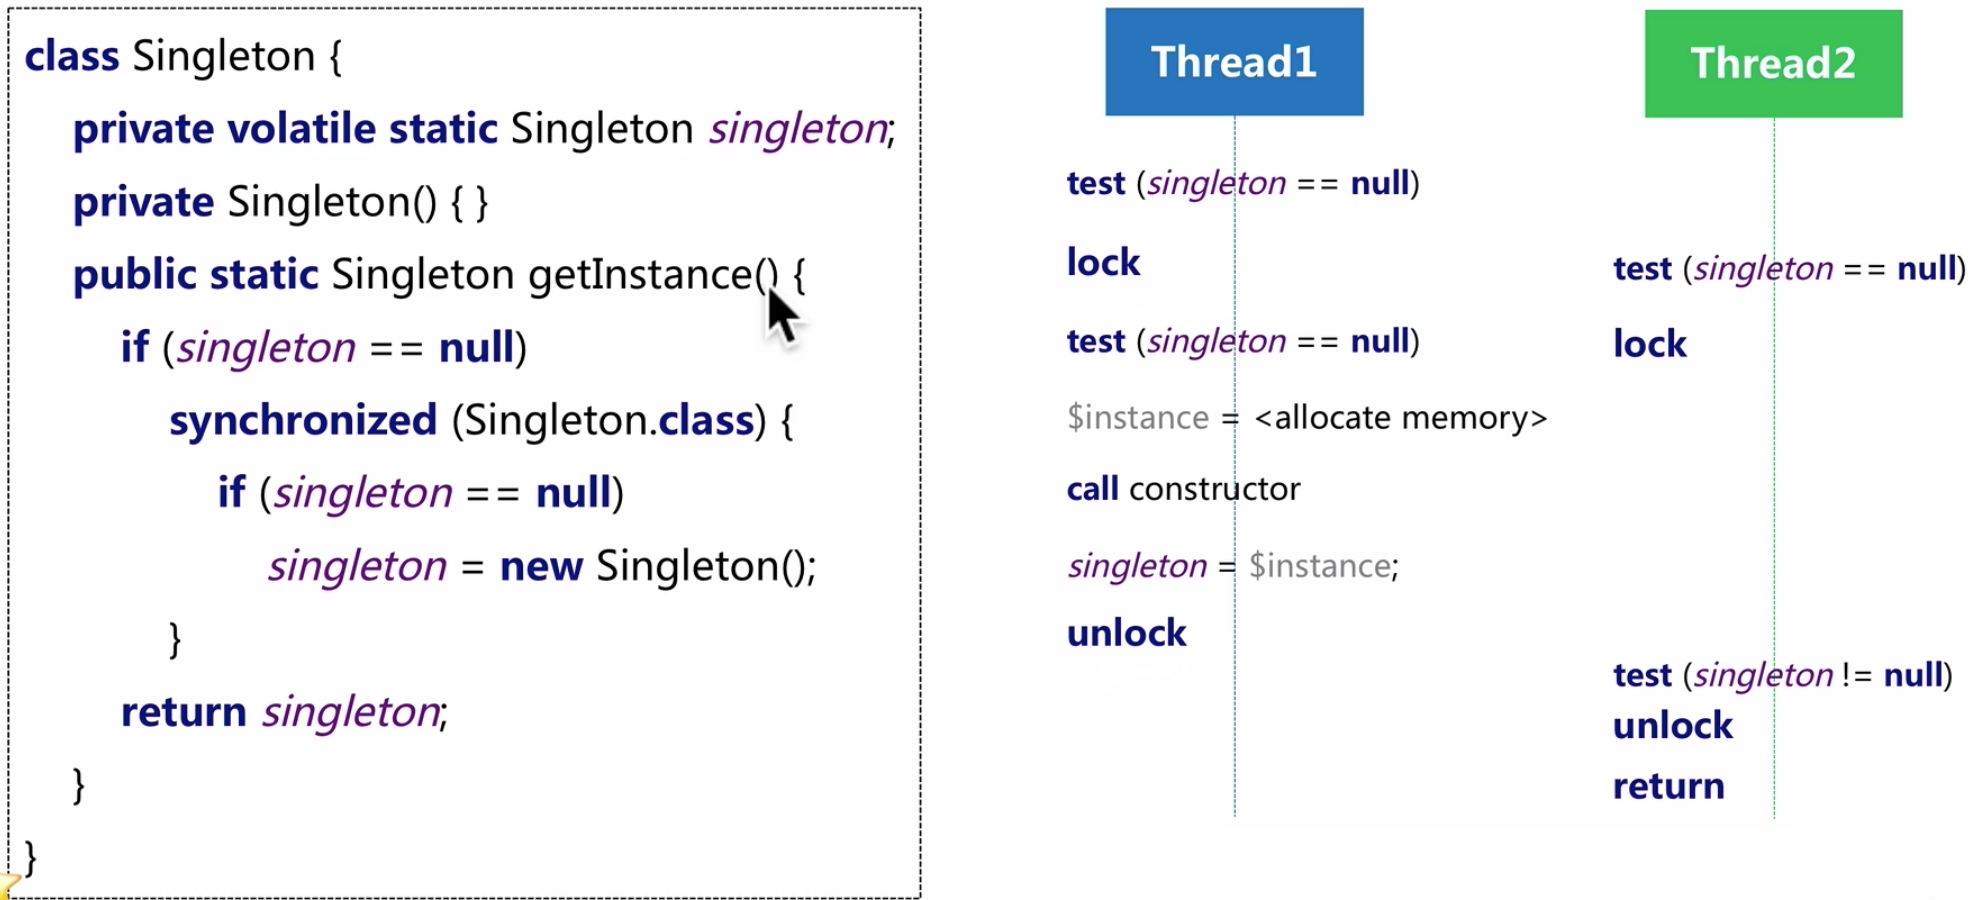 class Singleton {
private volatile static Singleton singleton;
private Singleton() { }
public static Singleton getInstance() {
if (singleton == null)
synchronized (Singleton.class) {
if (singleton == null)
singleton = new Singleton();
}
return singleton;
}
}
Thread1
test (singleton == null)
lock
test (singleton == null)
$instance = <allocate memory>
call constructor
singleton = $instance;
unlock
Thread2
test (singleton == null)
lock
test (singleton != null)
unlock
return